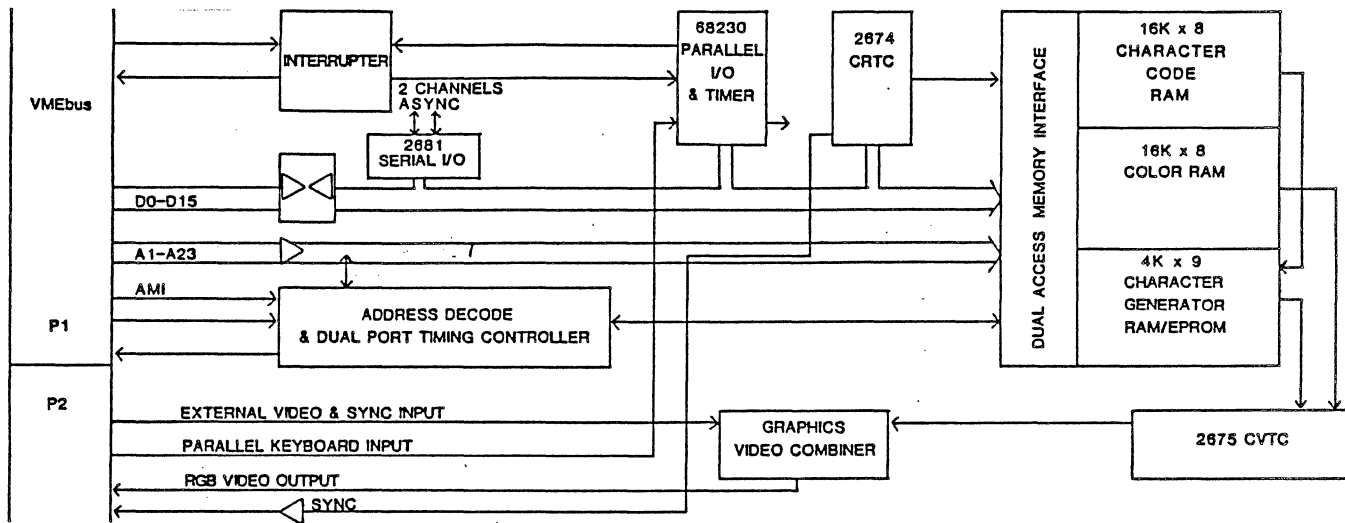 VMEbus
P1
P2
INTERRUPTER
2 CHANNELS
ASYNC
2681
SERIAL I/O
68230
PARALLEL
I/O
& TIMER
2674
CRTC
DUAL ACCESS MEMORY INTERFACE
16K x 8
CHARACTER
CODE
RAM
16K x 8
COLOR RAM
4K x 9
CHARACTER
GENERATOR
RAM/EPROM
D0-D15
A1-A23
AMI
ADDRESS DECODE
& DUAL PORT TIMING CONTROLLER
EXTERNAL VIDEO & SYNC INPUT
PARALLEL KEYBOARD INPUT
RGB VIDEO OUTPUT
SYNC
GRAPHICS
VIDEO COMBINER
2675 CVTC